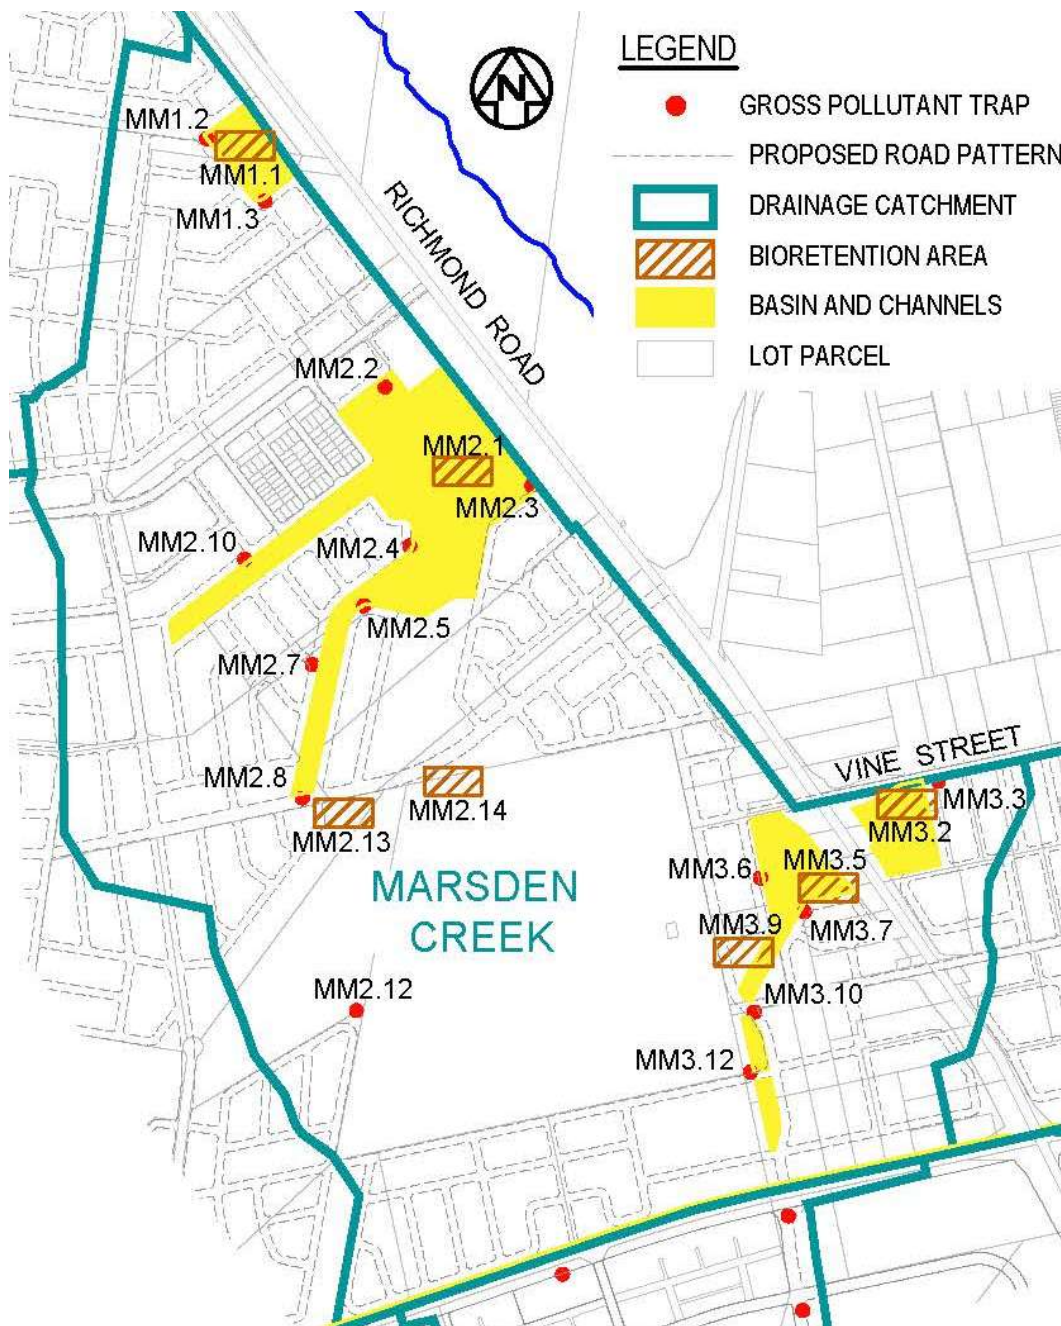 LEGEND
N
GROSS POLLUTANT TRAP
PROPOSED ROAD PATTERN
DRAINAGE CATCHMENT
BIORETENTION AREA
BASIN AND CHANNELS
LOT PARCEL
MM1.2
MM1.1
MM1.3
RICHMOND ROAD
MM2.2
MM2.1
MM2.3
MM2.10
MM2.4
MM2.5
MM2.7
VINE STREET
MM2.8
MM2.14
MM2.13
MM3.3
MM3.2
MM3.6
MM3.5
MARSDEN
CREEK
MM3.9
MM3.7
MM2.12
MM3.10
MM3.12